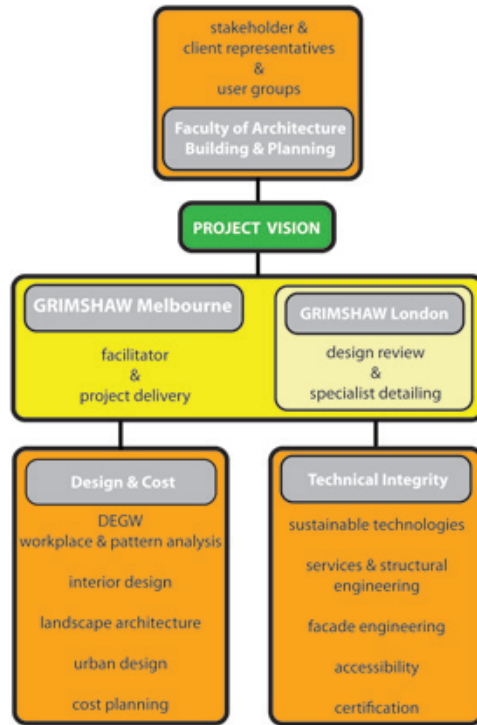 stakeholder &
client representatives
&
user groups
Faculty of Architecture
Building & Planning
PROJECT VISION
GRIMSHAW Melbourne
facilitator
&
project delivery
GRIMSHAW London
design review
&
specialist detailing
Design & Cost
DEGW
workplace & pattern analysis
interior design
landscape architecture
urban design
cost planning
Technical Integrity
sustainable technologies
services & structural
engineering
facade engineering
accessibility
certification